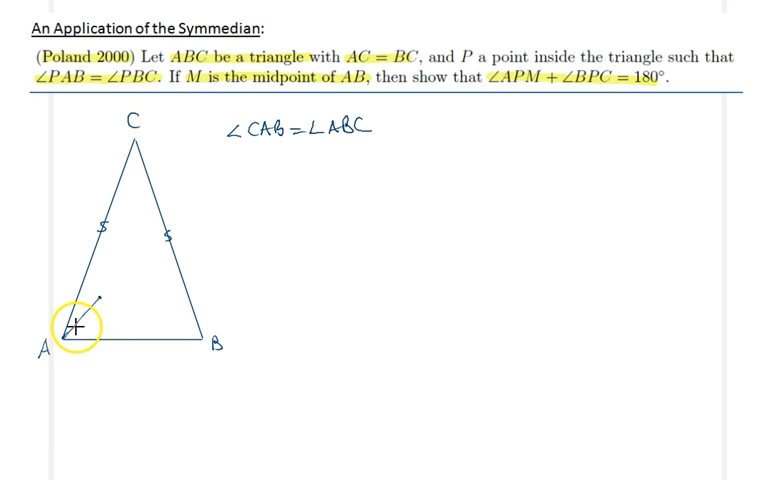 An Application of the Symmedian:
(Poland 2000) Let ABC be a triangle with AC = BC, and P a point inside the triangle such that
∠PAB = ∠PBC. If M is the midpoint of AB, then show that ∠APM + ∠BPC = 180°.
C
∠CAB = ∠ABC
A
B